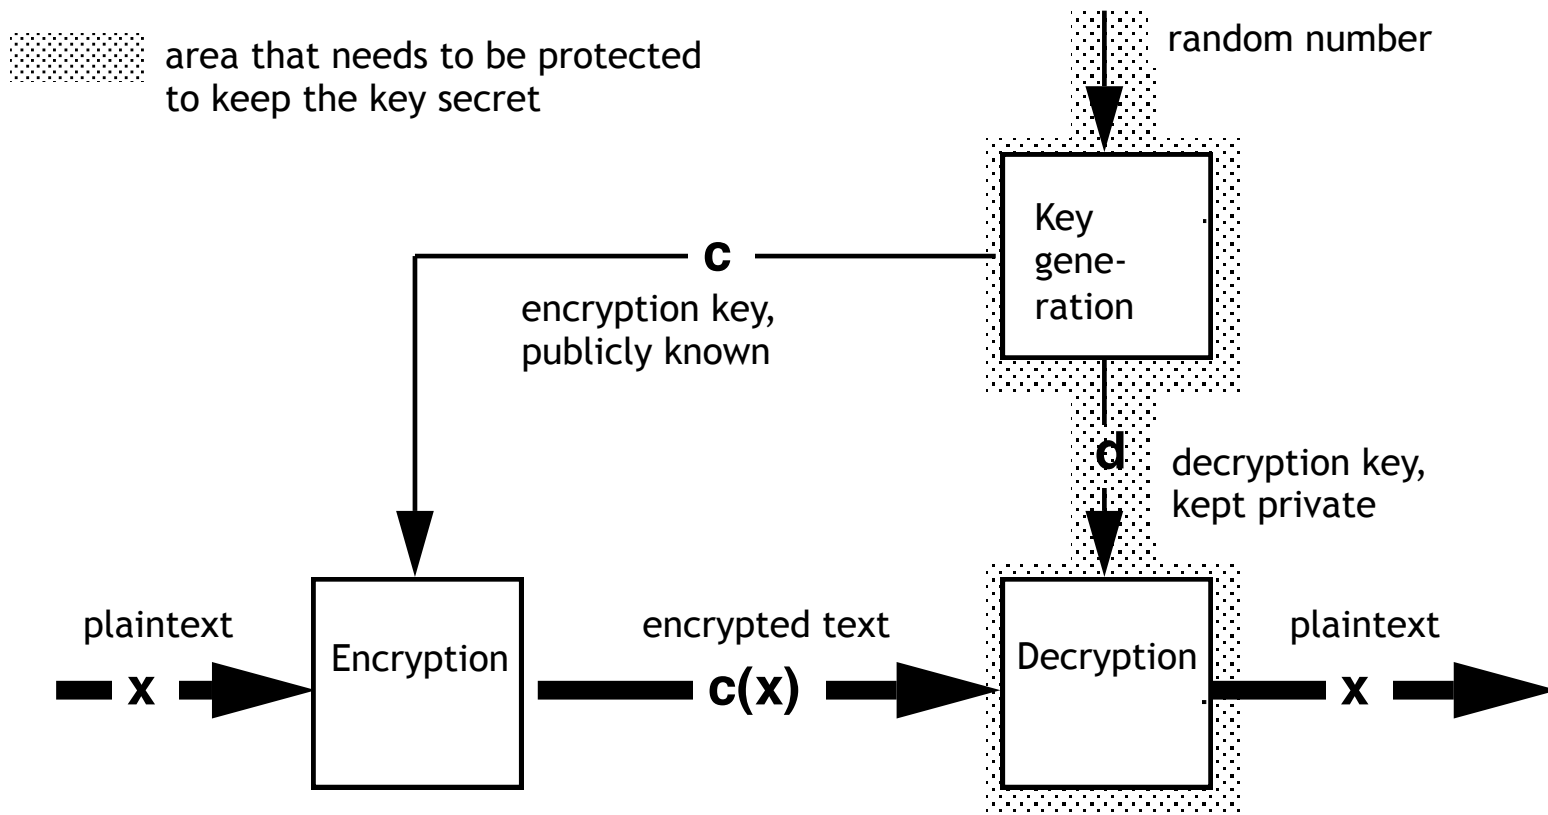 area that needs to be protected
to keep the key secret
random number
Key
gene-
ration
c
encryption key,
publicly known
d
decryption key,
kept private
plaintext
x
Encryption
encrypted text
c(x)
Decryption
plaintext
x